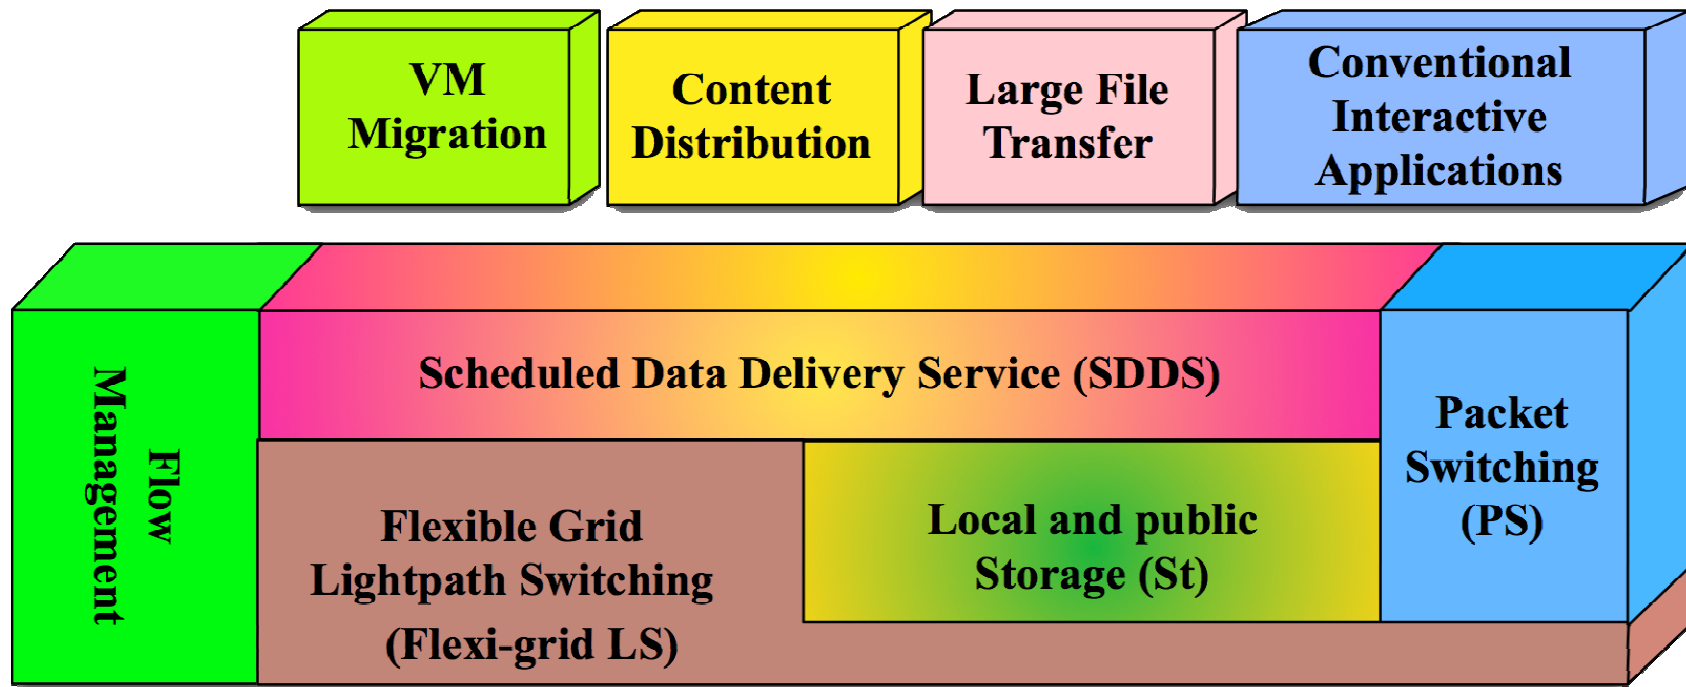 VM
Migration
Content
Distribution
Large File
Transfer
Conventional
Interactive
Applications
Flow
Management
Scheduled Data Delivery Service (SDDS)
Flexible Grid
Lightpath Switching
(Flexi-grid LS)
Local and public
Storage (St)
Packet
Switching
(PS)